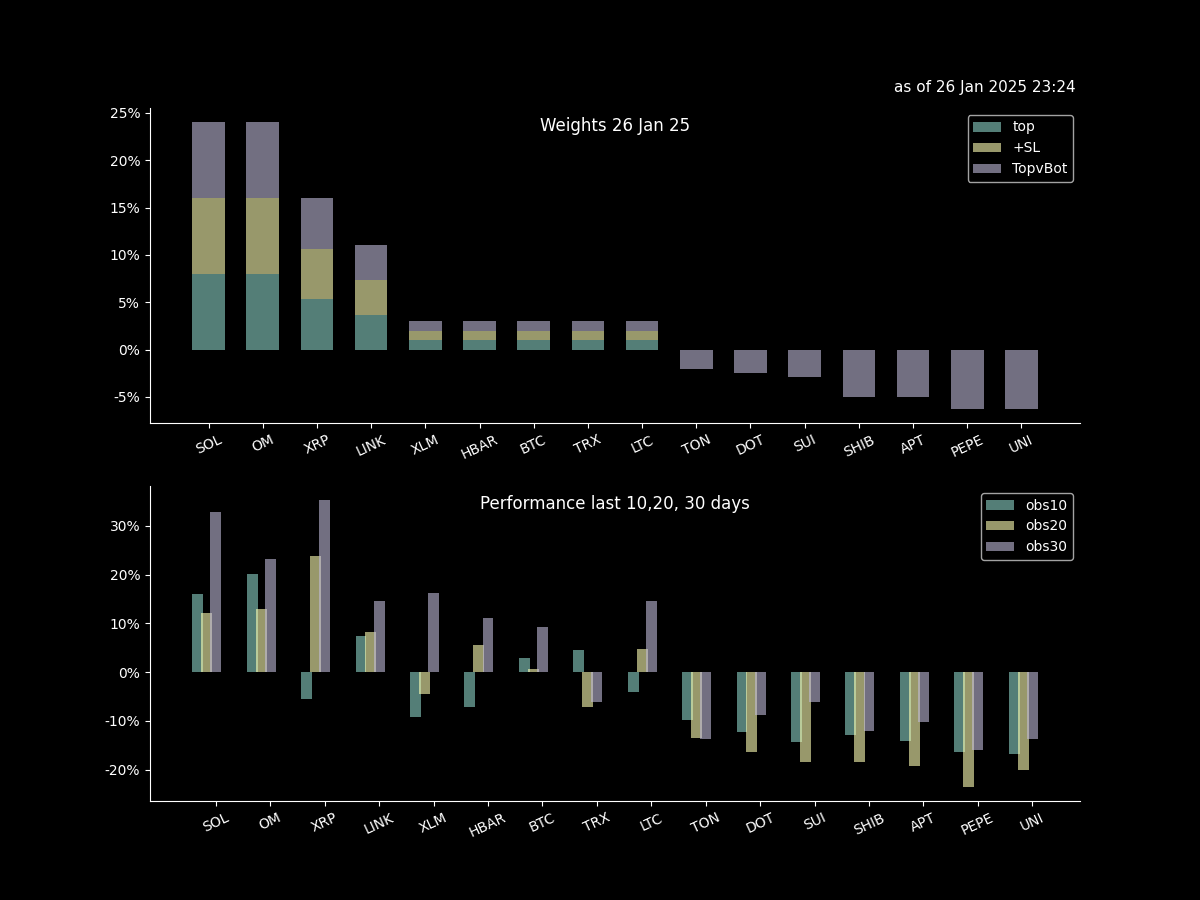 as of 26 Jan 2025 23:24
Weights 26 Jan 25
top
+SL
TopvBot
25%
20%
15%
10%
5%
0%
-5%
SOL OM XRP LINK XLM HBAR BTC TRX LTC TON DOT SUI SHIB APT PEPE UNI
Performance last 10,20, 30 days
obs10
obs20
obs30
30%
20%
10%
0%
-10%
-20%
SOL OM XRP LINK XLM HBAR BTC TRX LTC TON DOT SUI SHIB APT PEPE UNI